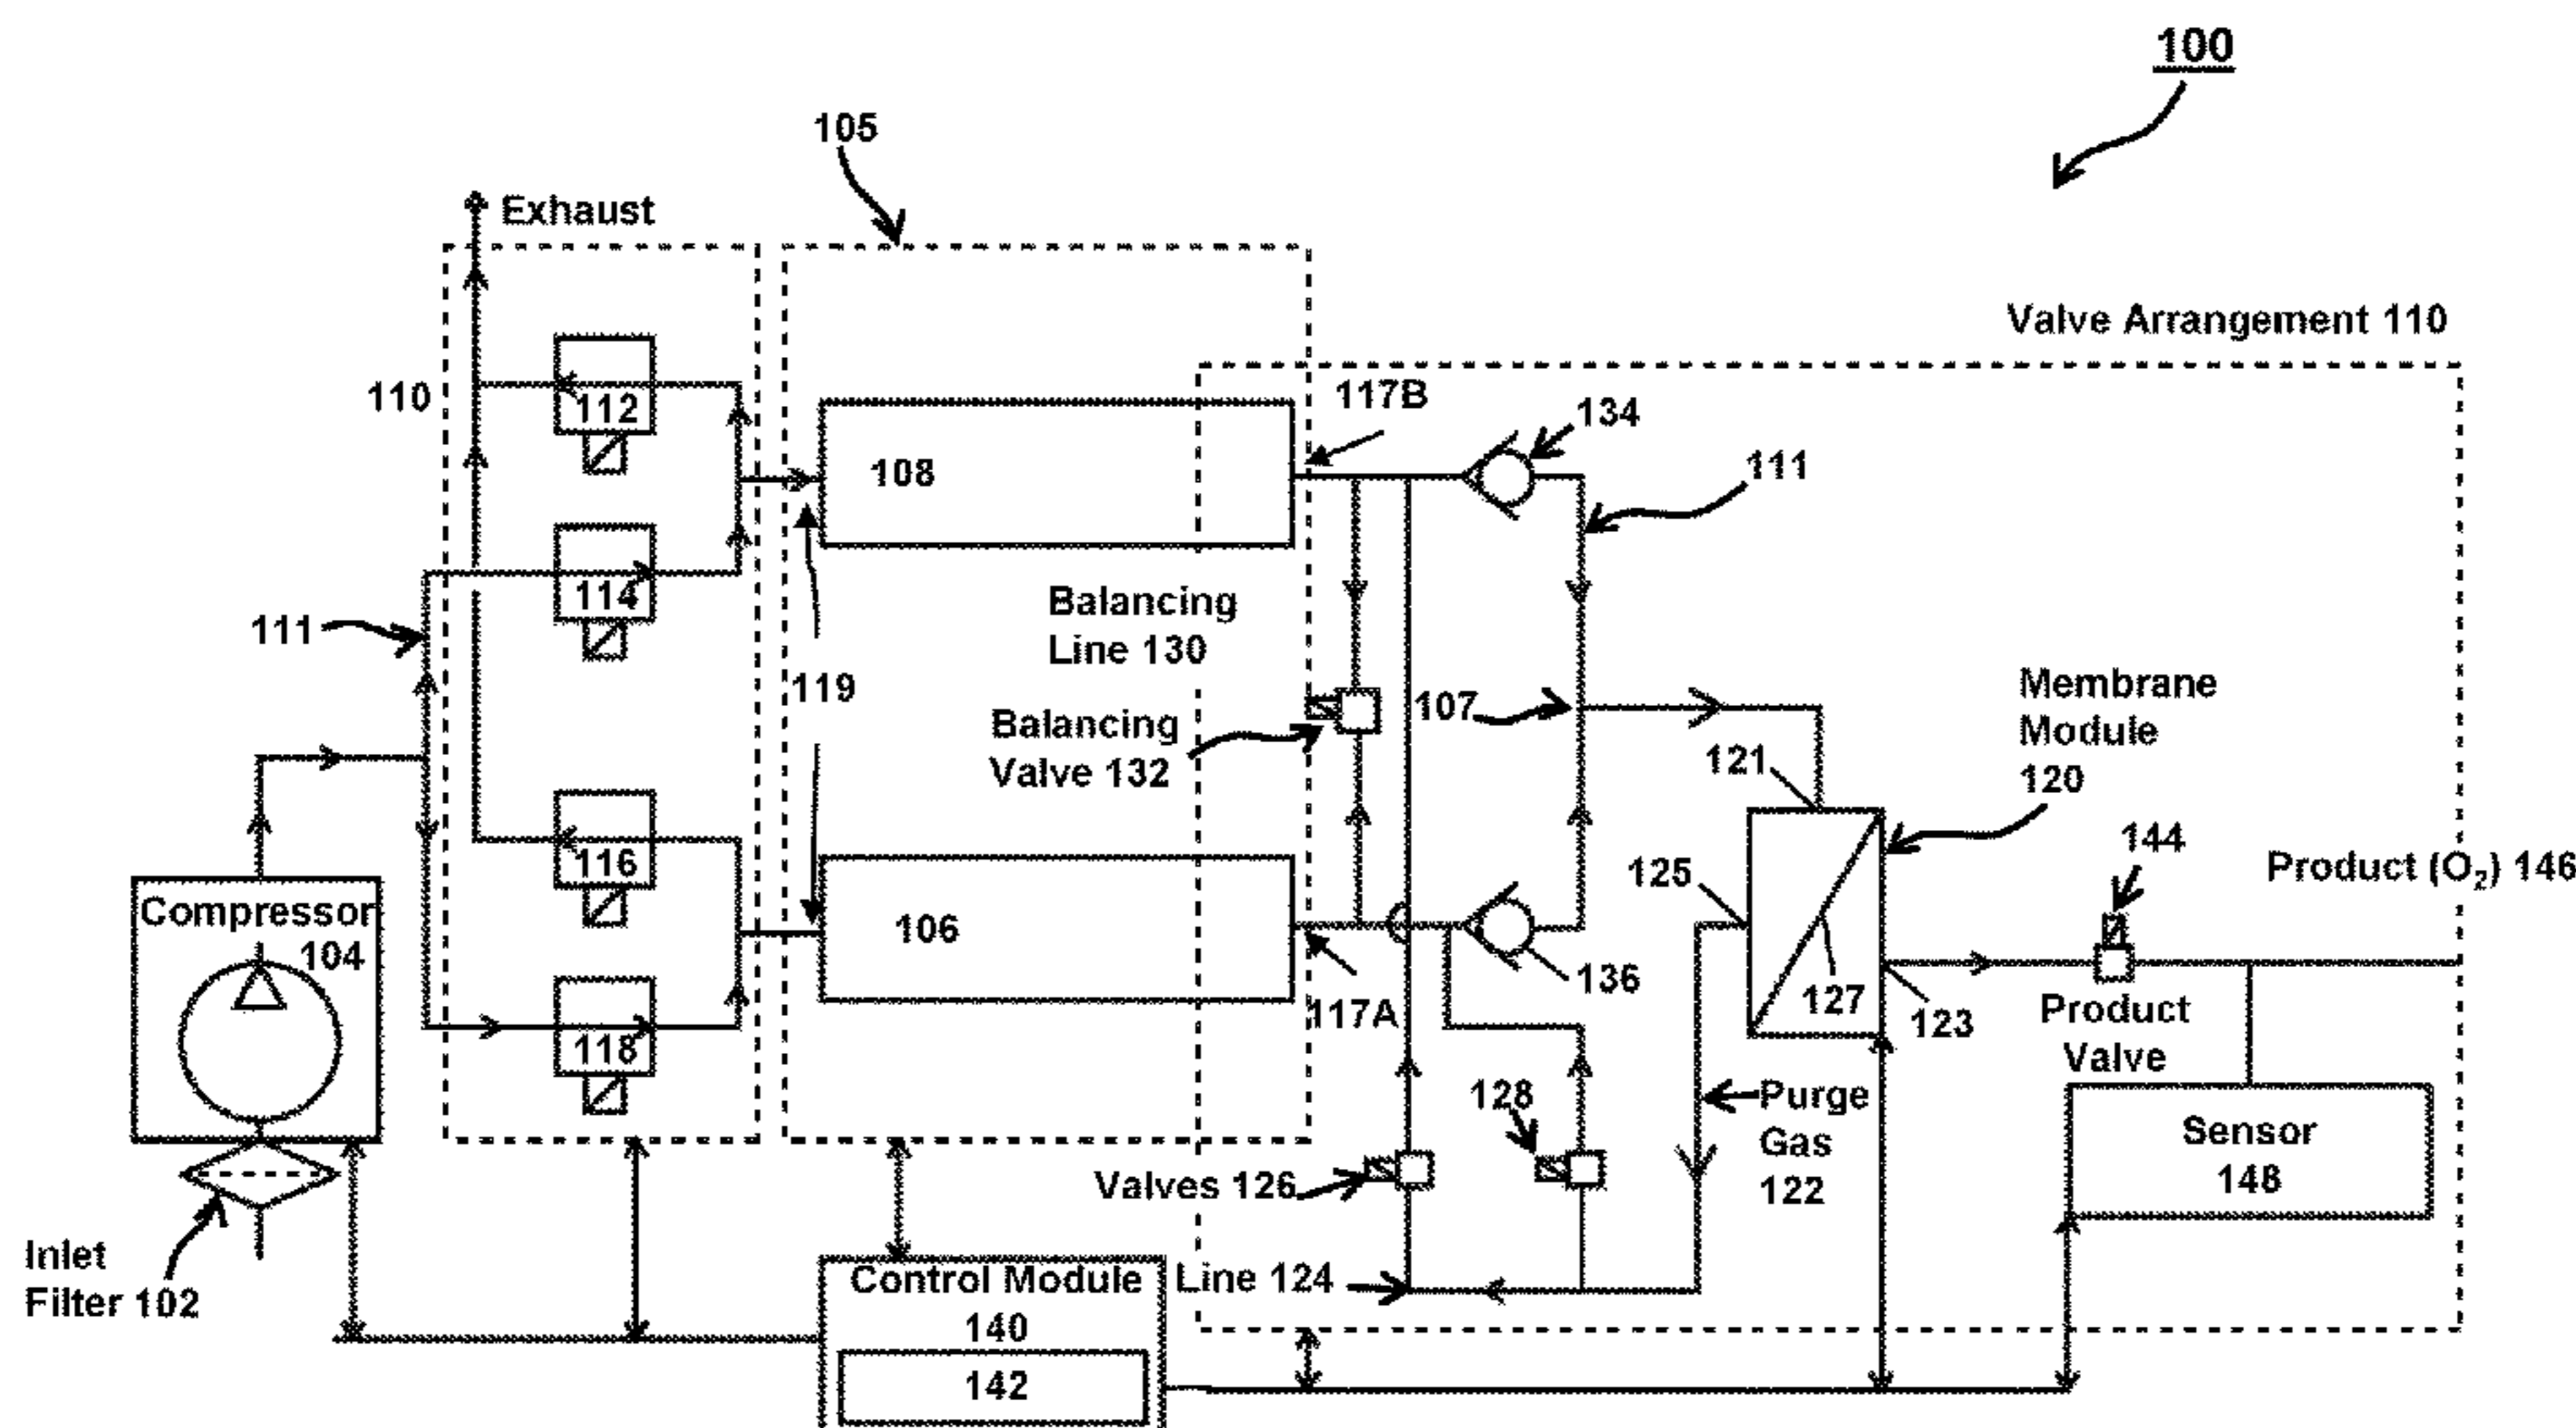 100
105
Exhaust
Valve Arrangement 110
110
112
117B
134
108
111
114
111
Balancing
Line 130
119
107
Membrane
Module
120
Balancing
Valve 132
121
144
116
125
Product (O2) 146
Compressor
104
106
136
127
123
117A
Product
Valve
118
128
Purge
Gas
122
Sensor
148
Valves 126
Inlet
Filter 102
Control Module
140
142
Line 124